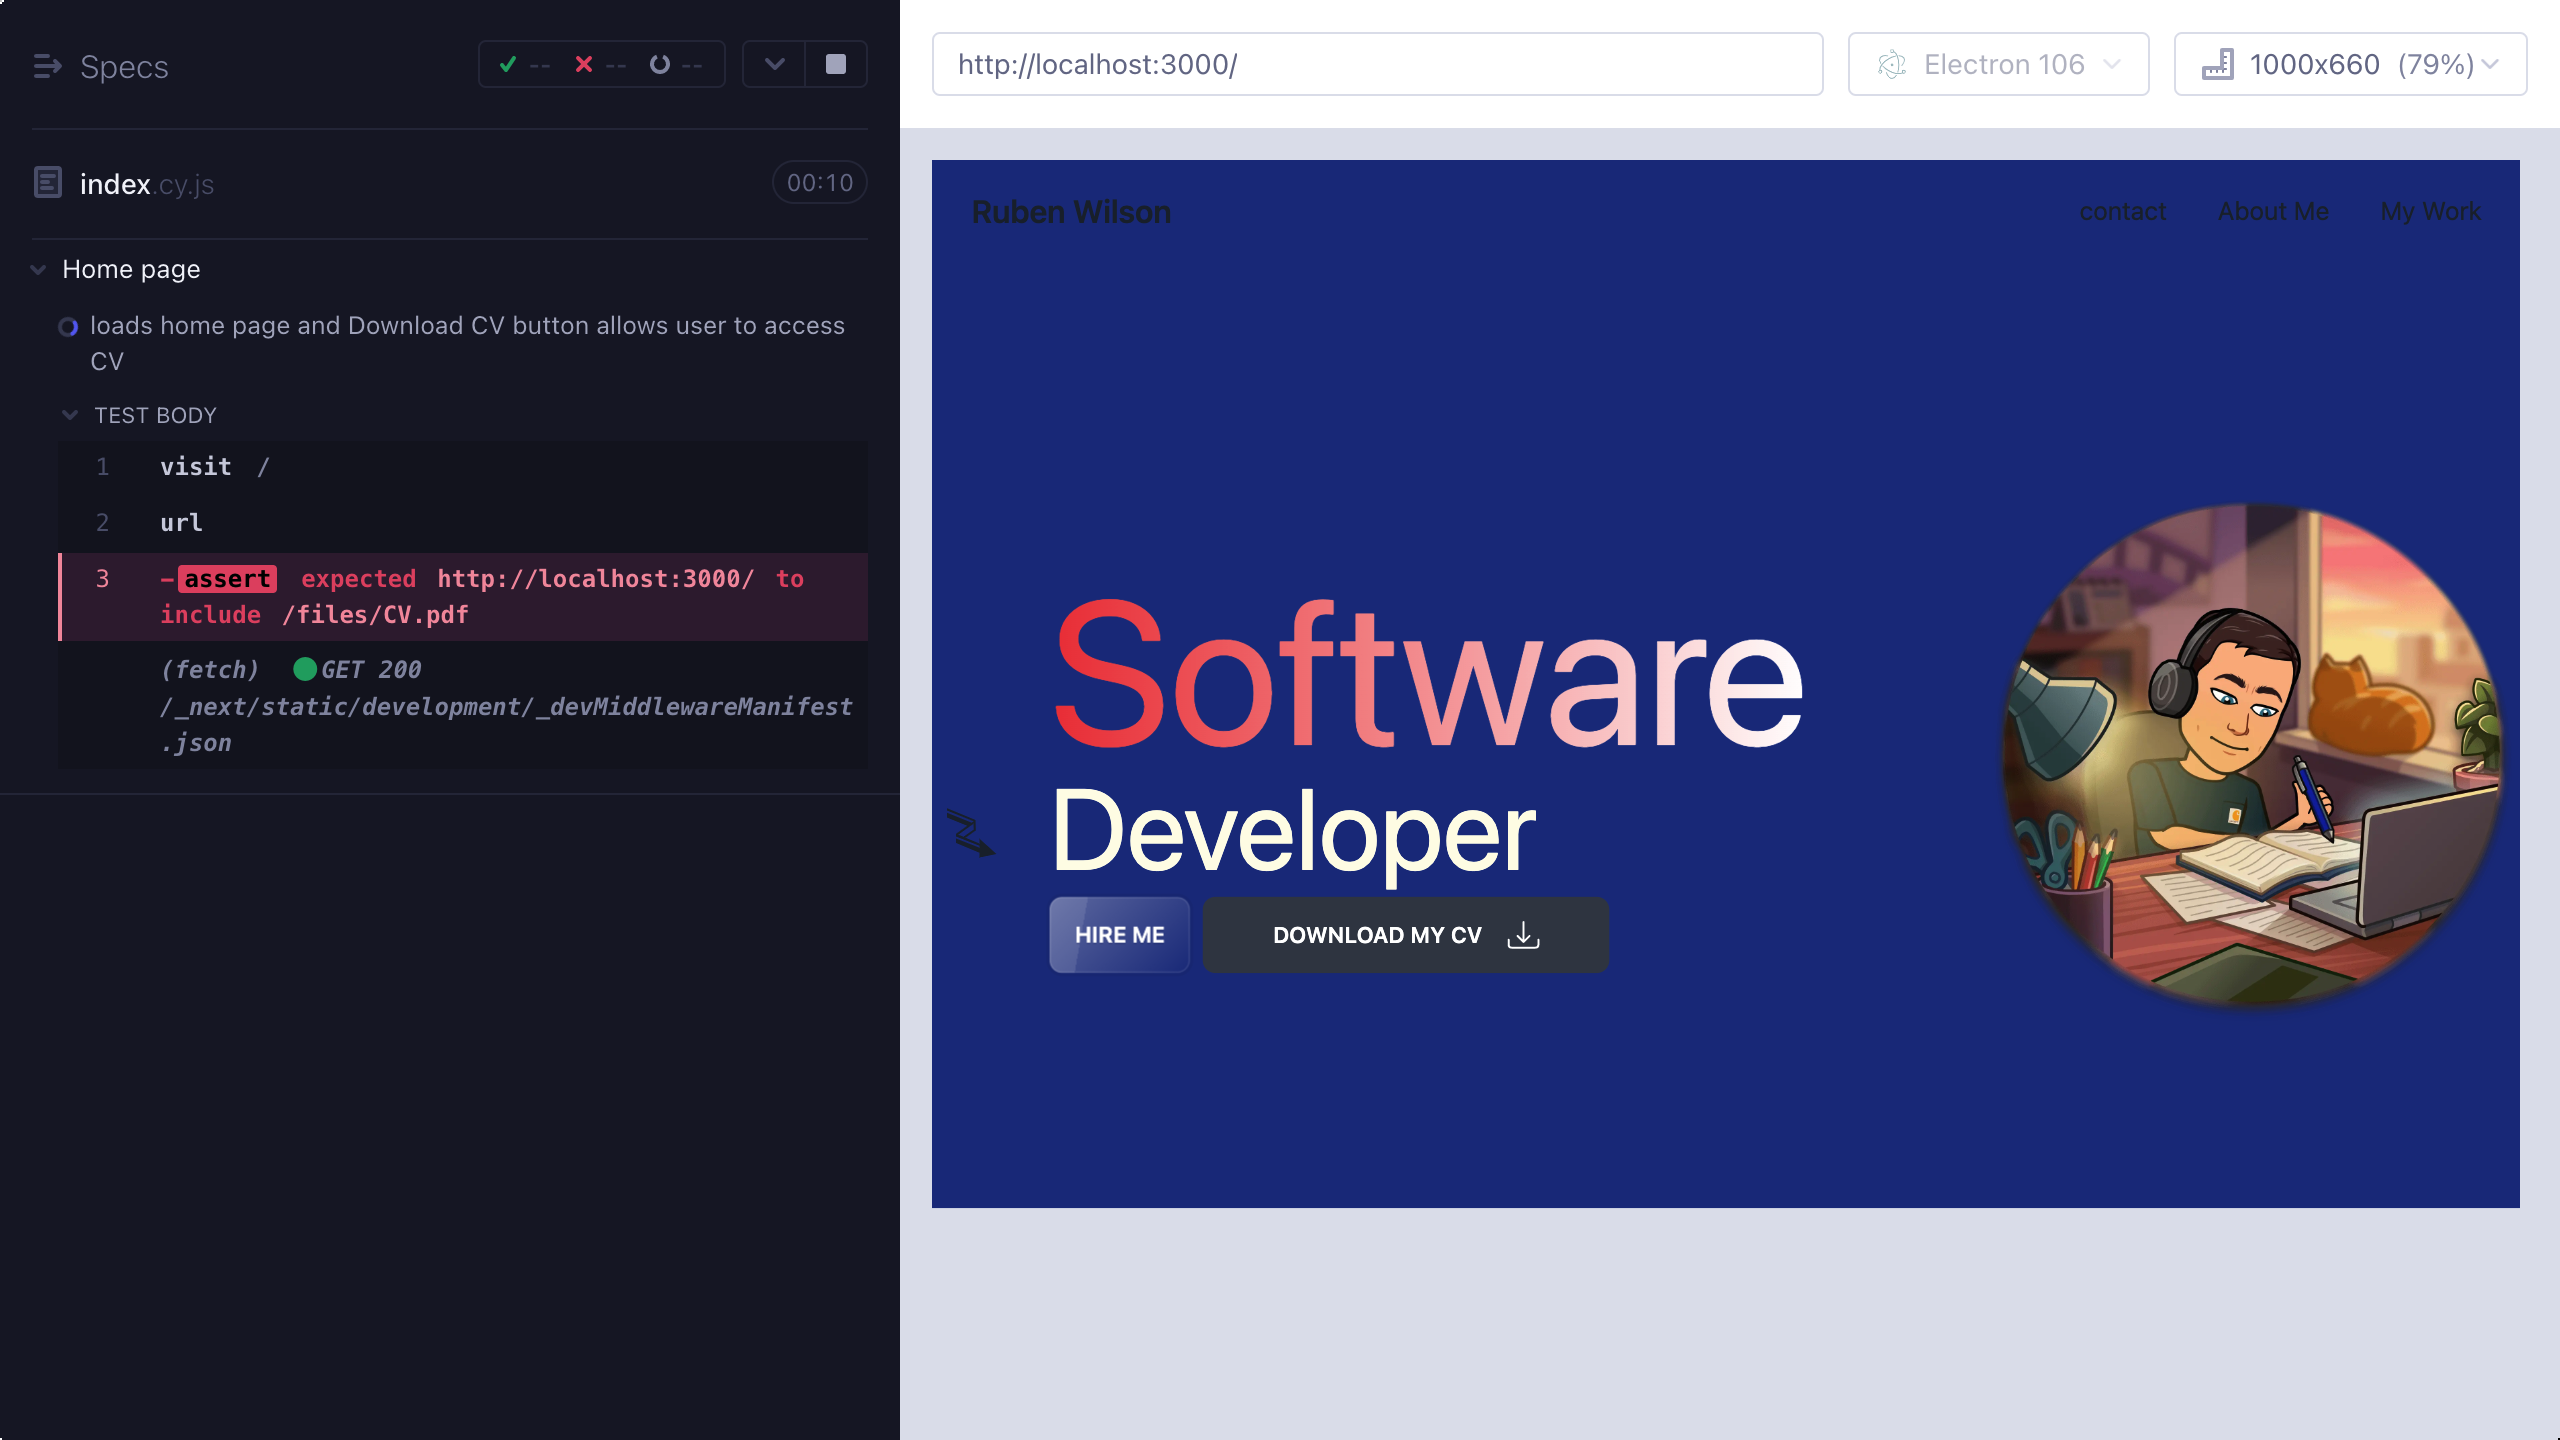 Specs
-- -- --
index.cy.js
00:10
Home page
loads home page and Download CV button allows user to access
CV
TEST BODY
1 visit /
2 url
3 -assert expected http://localhost:3000/ to
include /files/CV.pdf
(fetch) GET 200
/_next/static/development/_devMiddlewareManifest
.json
http://localhost:3000/
Electron 106
1000x660 (79%)
Ruben Wilson
contact About Me My Work
Software
Developer
HIRE ME
DOWNLOAD MY CV